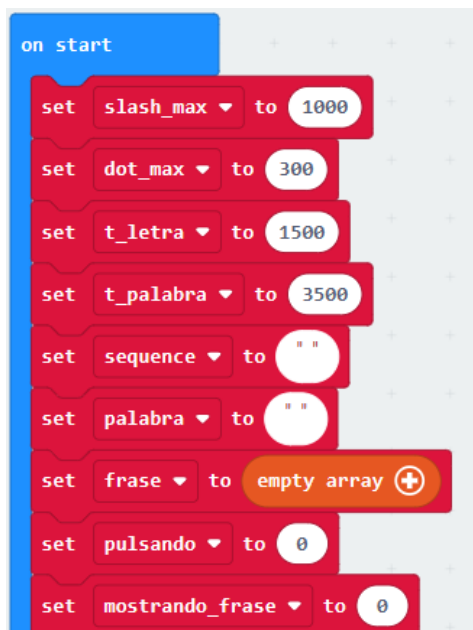 on start
set slash_max to 1000
set dot_max to 300
set t_letra to 1500
set t_palabra to 3500
set sequence to " "
set palabra to " "
set frase to empty array
set pulsando to 0
set mostrando_frase to 0